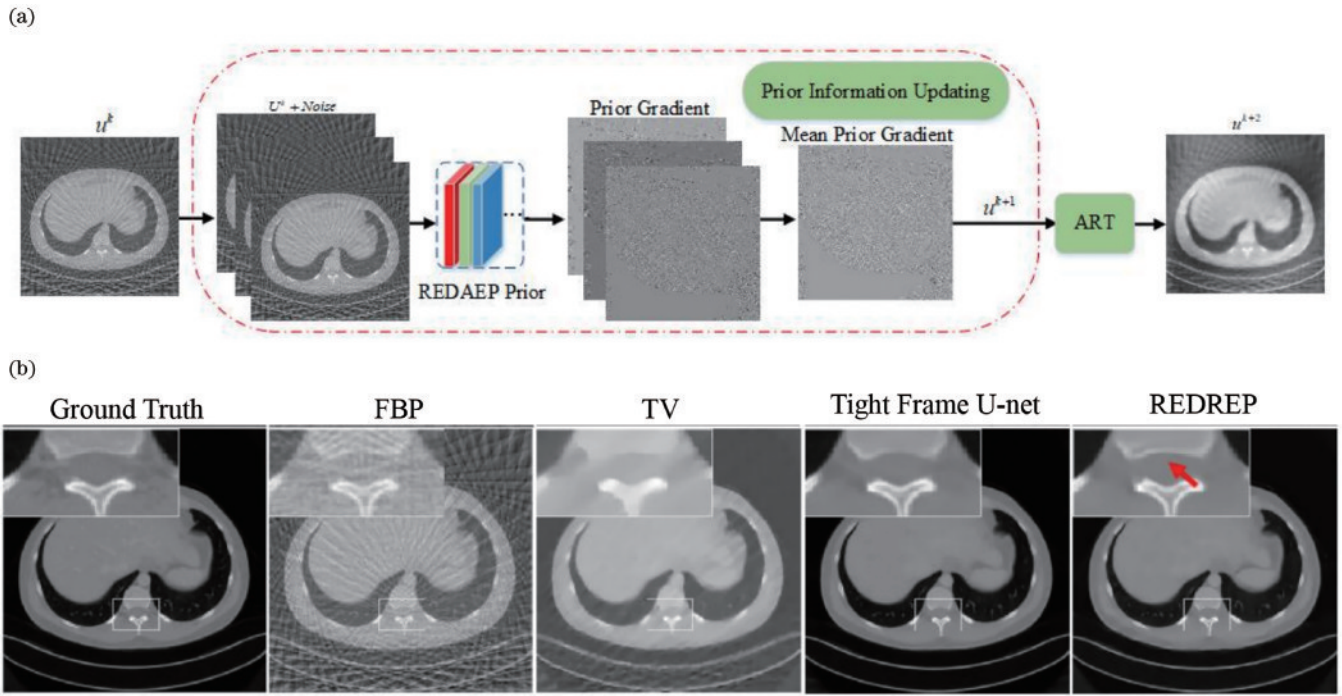 (a)
u^k
U^k + Noise
REDAEP Prior
Prior Gradient
Prior Information Updating
Mean Prior Gradient
u^{k+1}
ART
u^{k+2}
(b)
Ground Truth
FBP
TV
Tight Frame U-net
REDREP